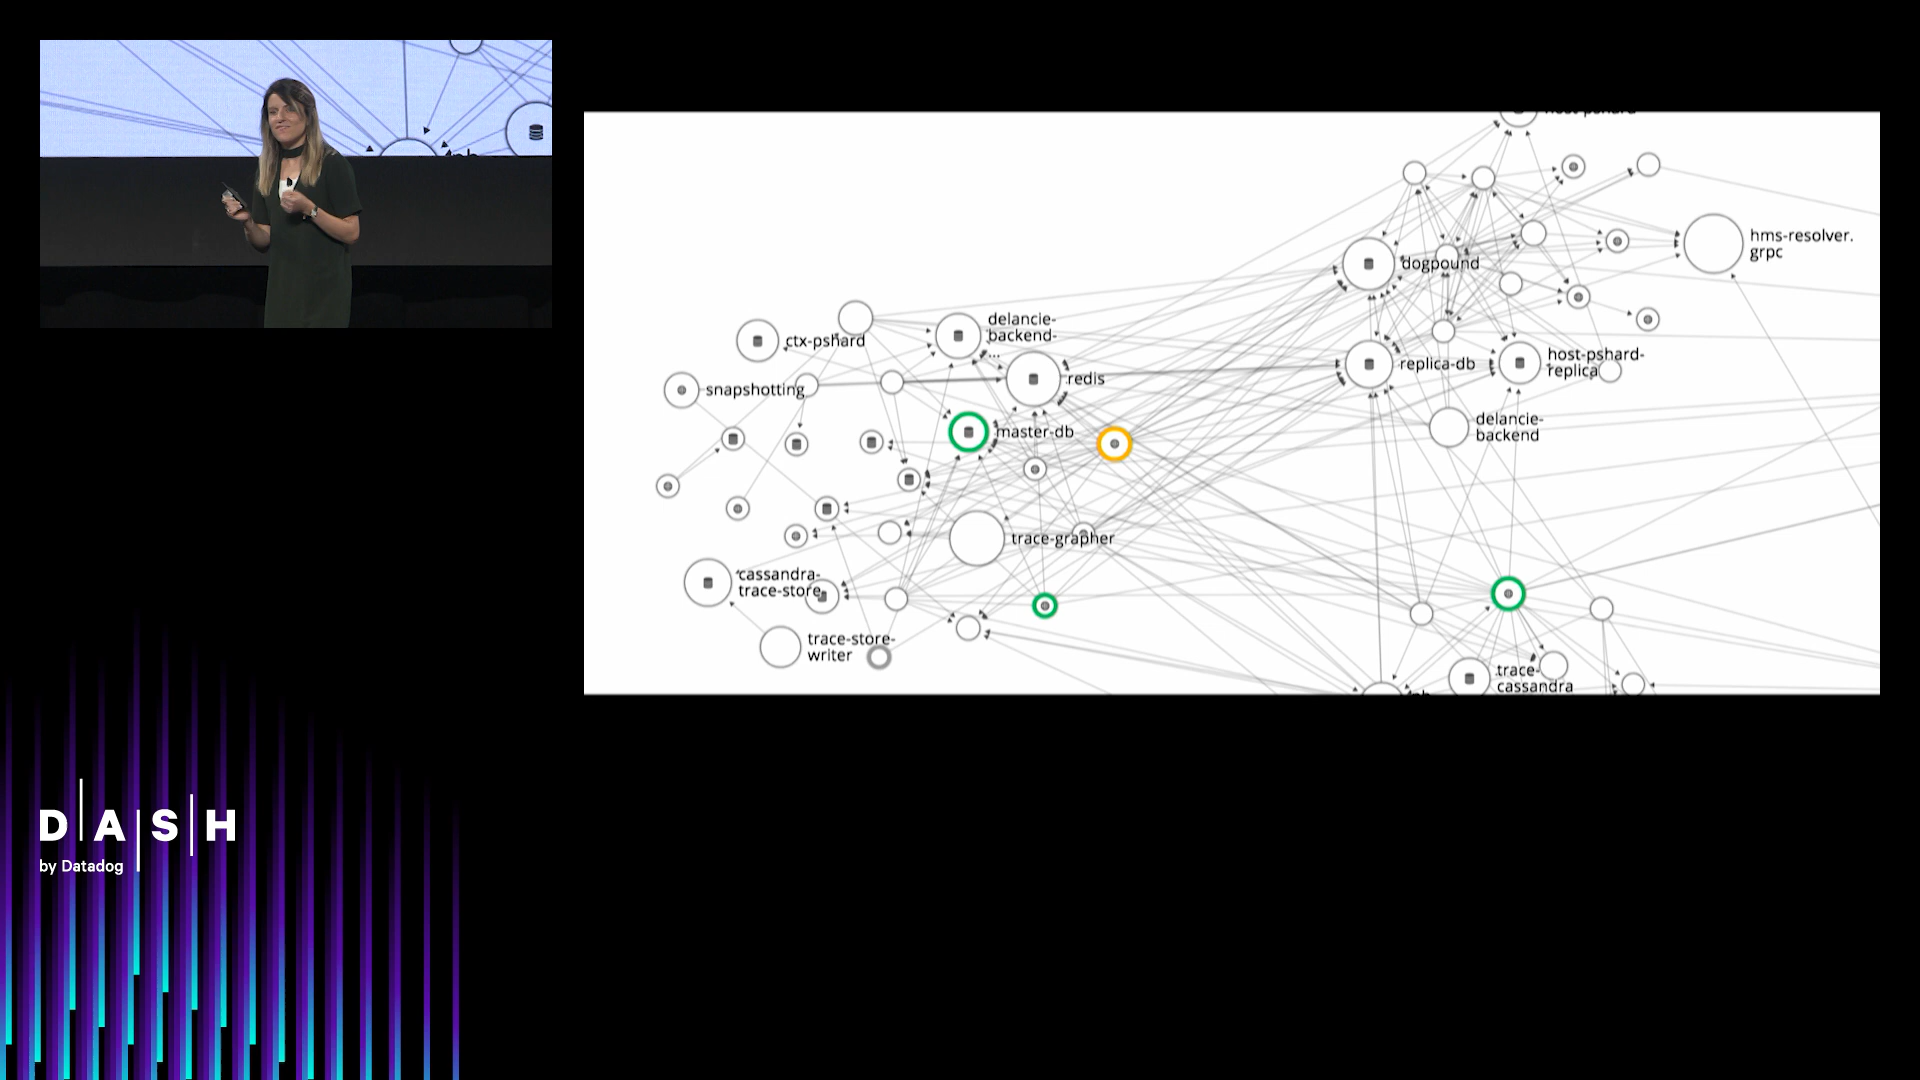 hms-resolver.
grpc
dogpound
delancie-
backend-
...
ctx-pshard
redis
replica-db
host-pshard-
replica
snapshotting
master-db
delancie-
backend
trace-grapher
cassandra-
trace-store
trace-store-
writer
trace-
cassandra
DASH
by Datadog